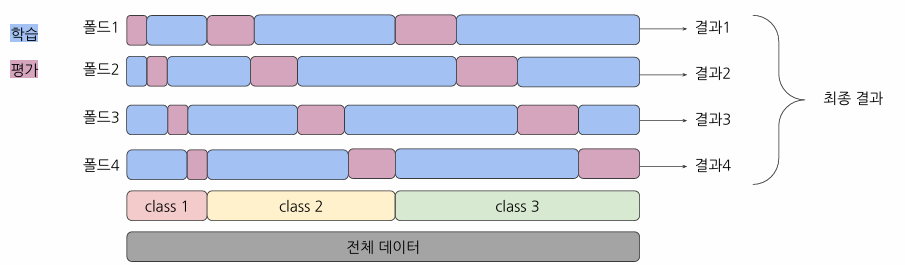 학습
평가
폴드1
결과1
폴드2
결과2
폴드3
결과3
폴드4
결과4
최종 결과
class 1
class 2
class 3
전체 데이터